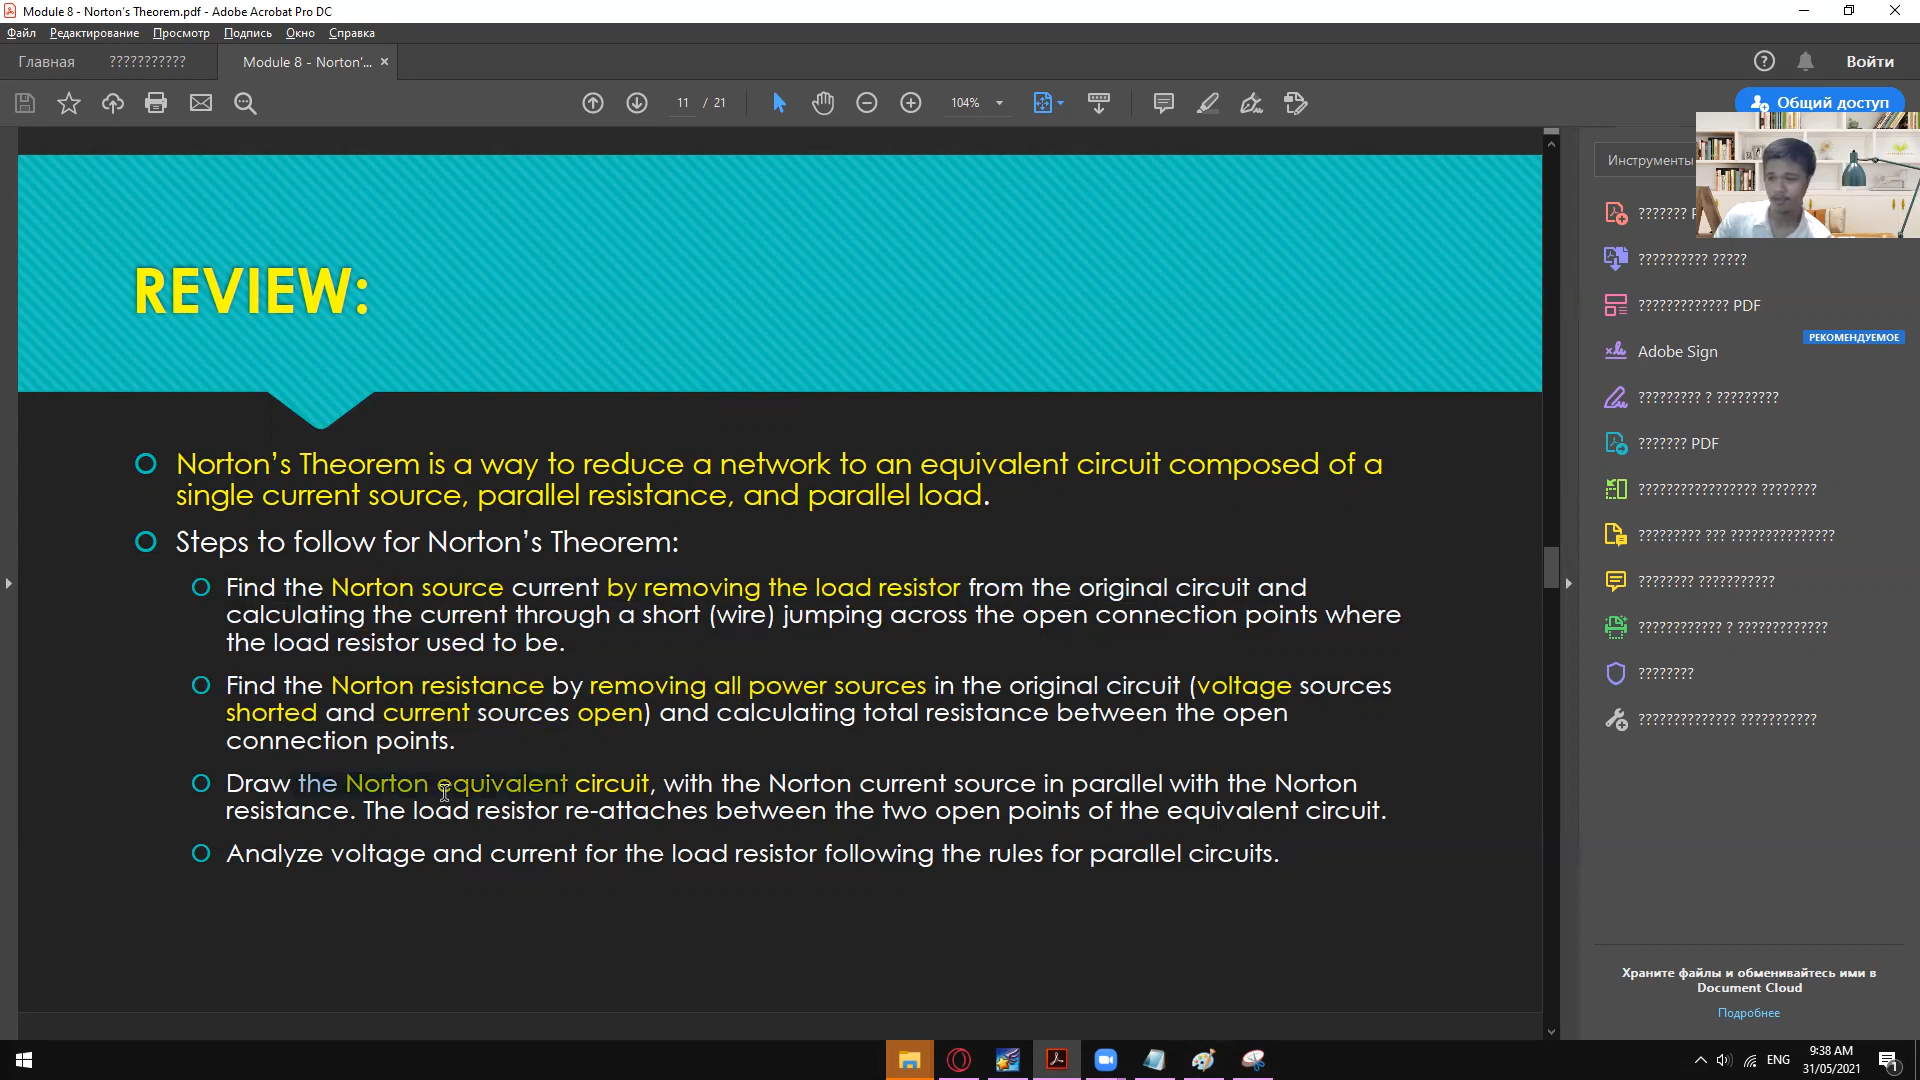 Module 8 - Norton's Theorem.pdf - Adobe Acrobat Pro DC
Файл Редактирование Просмотр Подпись Окно Справка
Главная ??????????? Module 8 - Norton'... × Войти
11 / 21 104% Общий доступ
Инструменты
??????? P
?????????? ?????
????????????? PDF
РЕКОМЕНДУЕМОЕ
Adobe Sign
????????? ? ?????????
??????? PDF
????????????????? ????????
????????? ??? ???????????????
???????? ???????????
???????????? ? ?????????????
????????
?????????????? ???????????
Храните файлы и обменивайтесь ими в
Document Cloud
Подробнее
REVIEW:
Norton's Theorem is a way to reduce a network to an equivalent circuit composed of a
single current source, parallel resistance, and parallel load.
Steps to follow for Norton's Theorem:
Find the Norton source current by removing the load resistor from the original circuit and
calculating the current through a short (wire) jumping across the open connection points where
the load resistor used to be.
Find the Norton resistance by removing all power sources in the original circuit (voltage sources
shorted and current sources open) and calculating total resistance between the open
connection points.
Draw the Norton equivalent circuit, with the Norton current source in parallel with the Norton
resistance. The load resistor re-attaches between the two open points of the equivalent circuit.
Analyze voltage and current for the load resistor following the rules for parallel circuits.
ENG
9:38 AM
31/05/2021
1